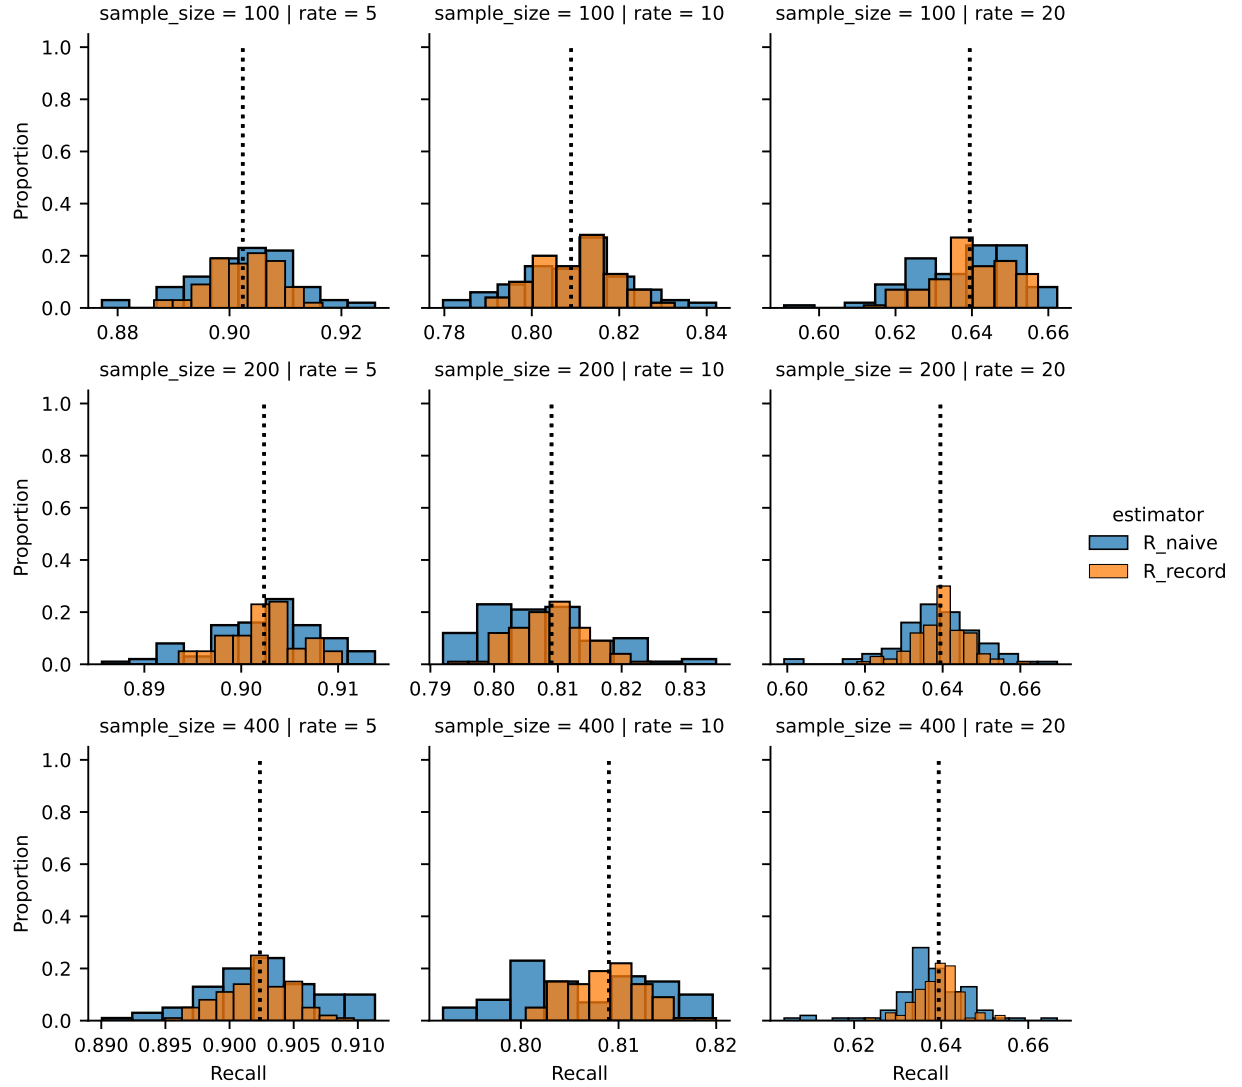 sample_size = 100 | rate = 5
sample_size = 100 | rate = 10
sample_size = 100 | rate = 20
1.0
0.8
0.6
0.4
0.2
0.0
Proportion
0.88 0.90 0.92
0.78 0.80 0.82 0.84
0.60 0.62 0.64 0.66
sample_size = 200 | rate = 5
sample_size = 200 | rate = 10
sample_size = 200 | rate = 20
1.0
0.8
0.6
0.4
0.2
0.0
Proportion
0.89 0.90 0.91
0.79 0.80 0.81 0.82 0.83
0.60 0.62 0.64 0.66
estimator
R_naive
R_record
sample_size = 400 | rate = 5
sample_size = 400 | rate = 10
sample_size = 400 | rate = 20
1.0
0.8
0.6
0.4
0.2
0.0
Proportion
0.890 0.895 0.900 0.905 0.910
0.80 0.81 0.82
0.62 0.64 0.66
Recall
Recall
Recall